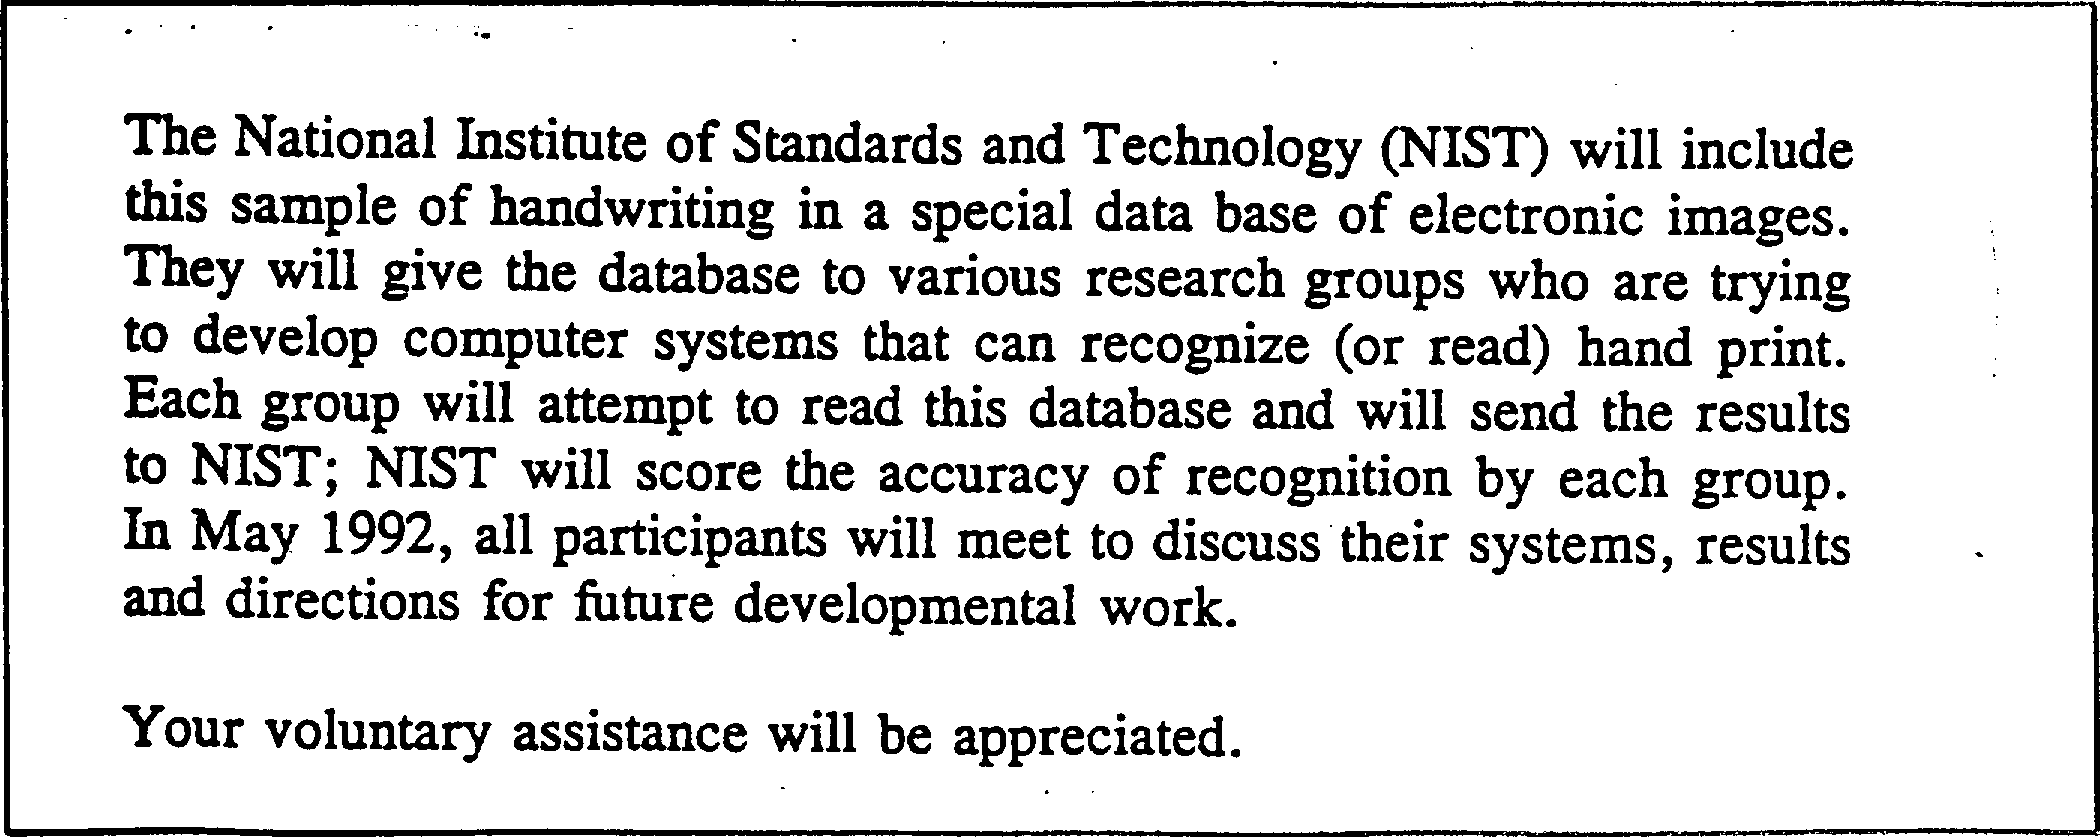 The National Institute of Standards and Technology (NIST) will include
this sample of handwriting in a special data base of electronic images.
They will give the database to various research groups who are trying
to develop computer systems that can recognize (or read) hand print.
Each group will attempt to read this database and will send the results
to NIST; NIST will score the accuracy of recognition by each group.
In May 1992, all participants will meet to discuss their systems, results
and directions for future developmental work.
Your voluntary assistance will be appreciated.